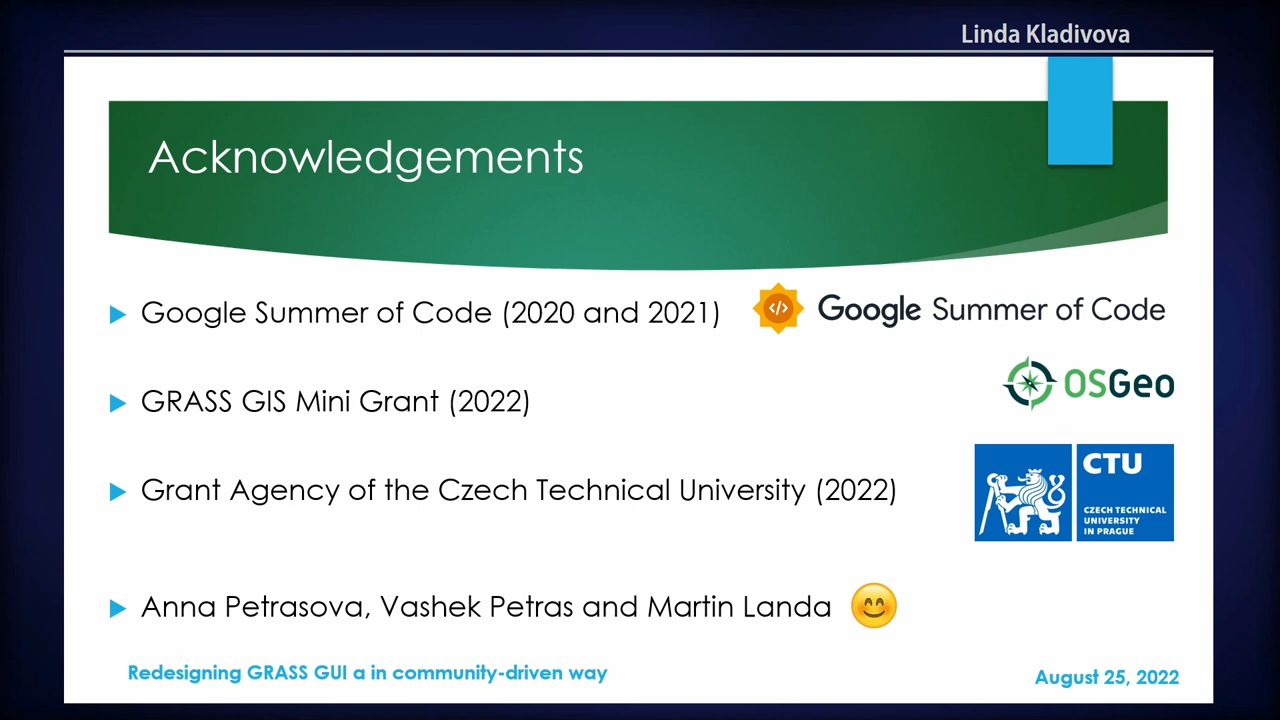 Linda Kladivova
Acknowledgements
Google Summer of Code (2020 and 2021)
</> Google Summer of Code
GRASS GIS Mini Grant (2022)
OSGeo
Grant Agency of the Czech Technical University (2022)
CTU
CZECH TECHNICAL
UNIVERSITY
IN PRAGUE
Anna Petrasova, Vashek Petras and Martin Landa
Redesigning GRASS GUI a in community-driven way
August 25, 2022